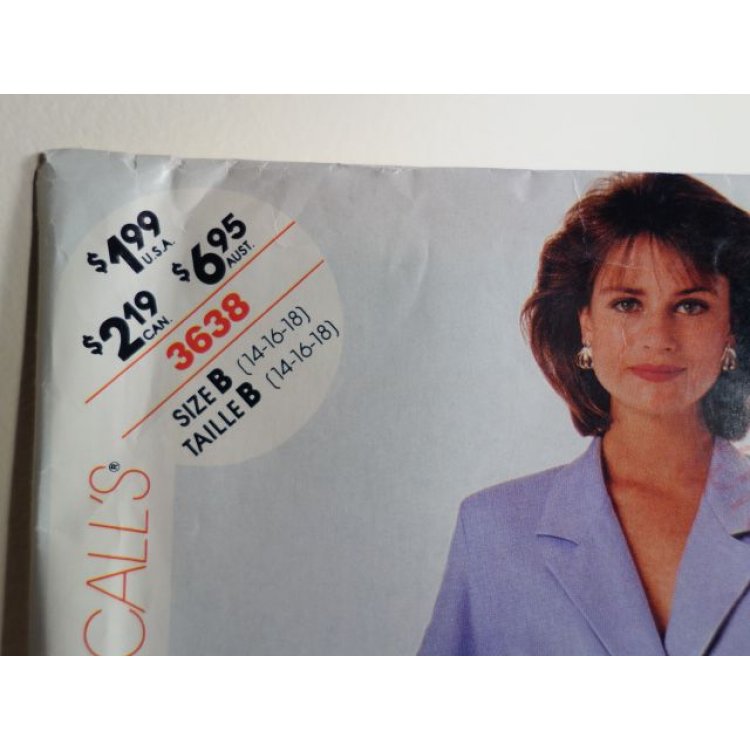 $1.99 U.S.A.
$6.95 AUST.
$2.19 CAN.
3638
SIZE B (14-16-18)
TAILLE B (14-16-18)
CALL'S®